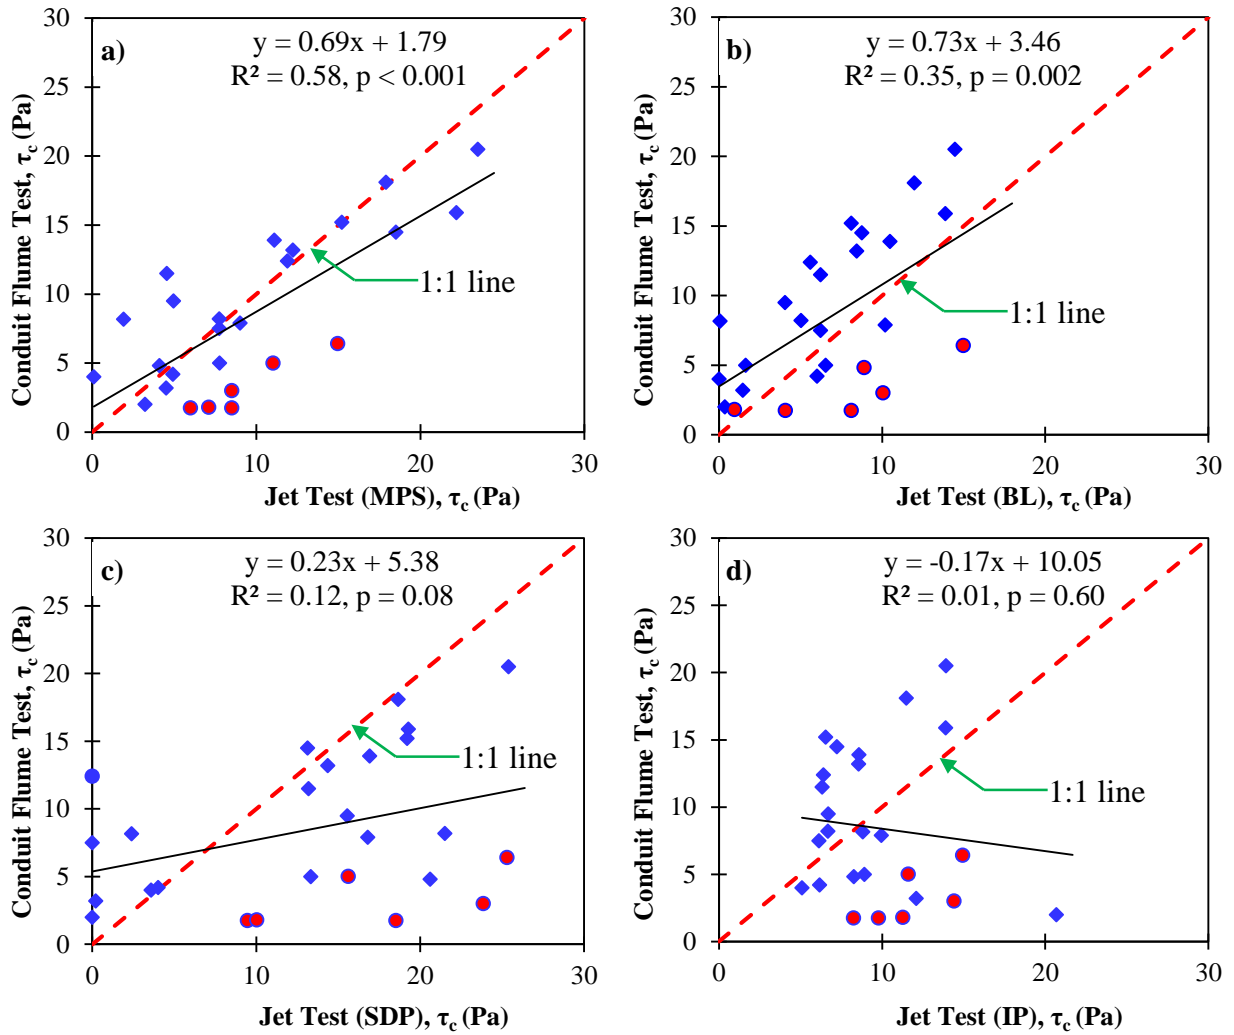 a)
y = 0.69x + 1.79
R² = 0.58, p < 0.001
Conduit Flume Test, τc (Pa)
30
25
20
15
10
5
0
1:1 line
0 10 20 30
Jet Test (MPS), τc (Pa)
b)
y = 0.73x + 3.46
R² = 0.35, p = 0.002
Conduit Flume Test, τc (Pa)
30
25
20
15
10
5
0
1:1 line
0 10 20 30
Jet Test (BL), τc (Pa)
c)
y = 0.23x + 5.38
R² = 0.12, p = 0.08
Conduit Flume Test, τc (Pa)
30
25
20
15
10
5
0
1:1 line
0 10 20 30
Jet Test (SDP), τc (Pa)
d)
y = -0.17x + 10.05
R² = 0.01, p = 0.60
Conduit Flume Test, τc (Pa)
30
25
20
15
10
5
0
1:1 line
0 10 20 30
Jet Test (IP), τc (Pa)